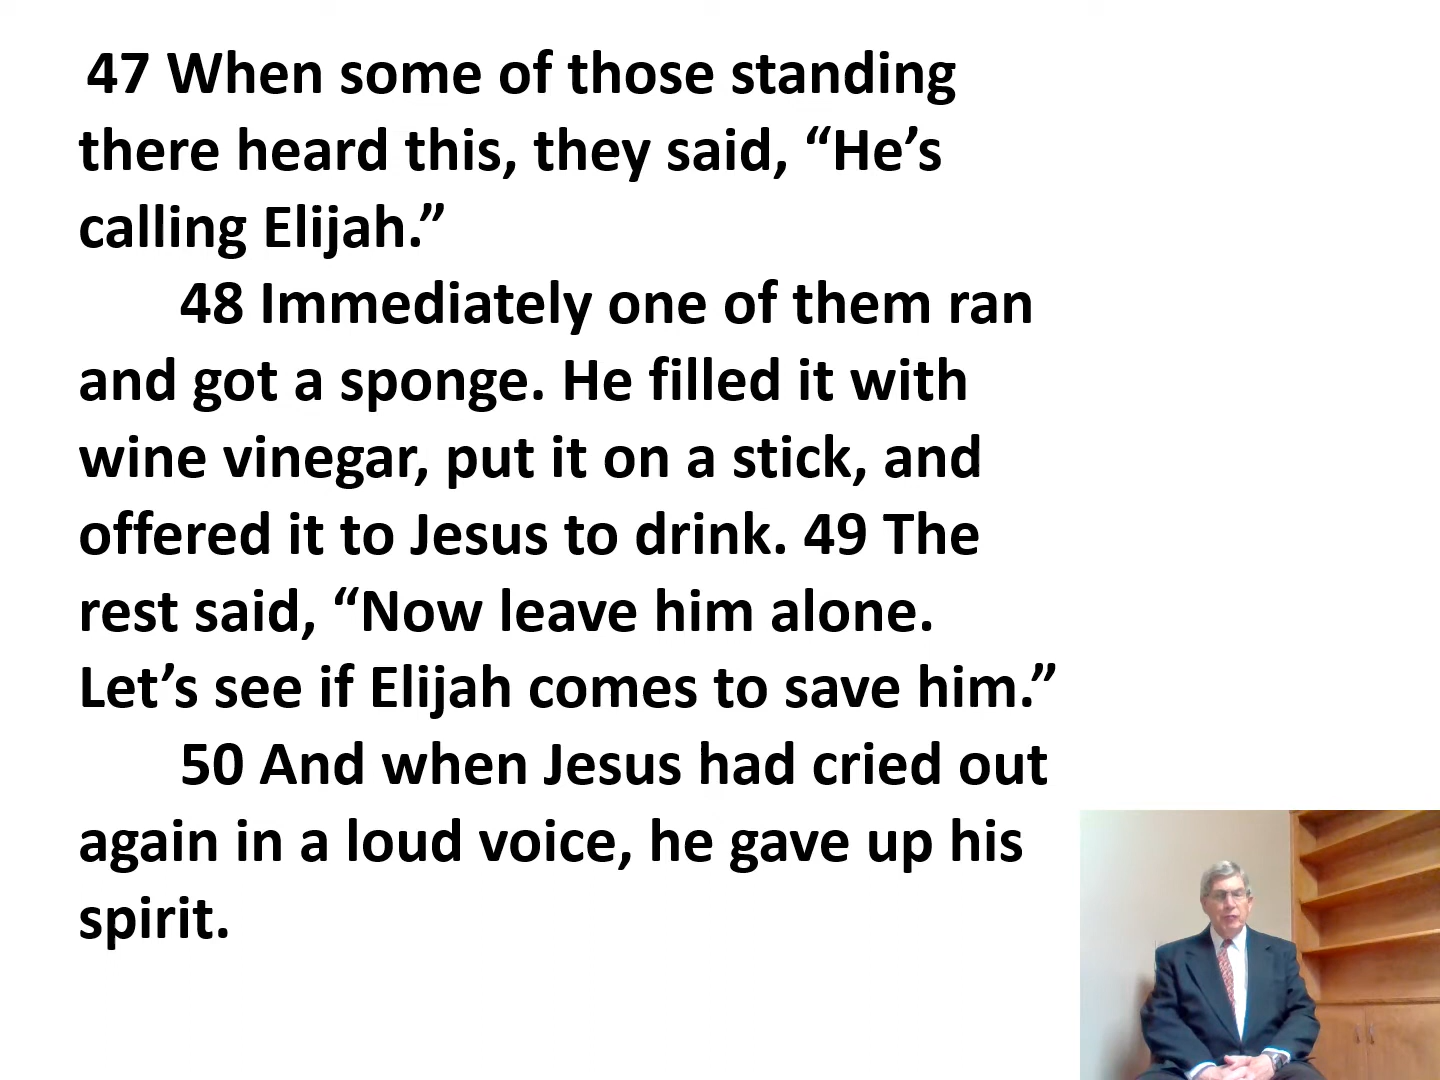 47 When some of those standing
there heard this, they said, “He’s
calling Elijah.”
48 Immediately one of them ran
and got a sponge. He filled it with
wine vinegar, put it on a stick, and
offered it to Jesus to drink. 49 The
rest said, “Now leave him alone.
Let’s see if Elijah comes to save him.”
50 And when Jesus had cried out
again in a loud voice, he gave up his
spirit.